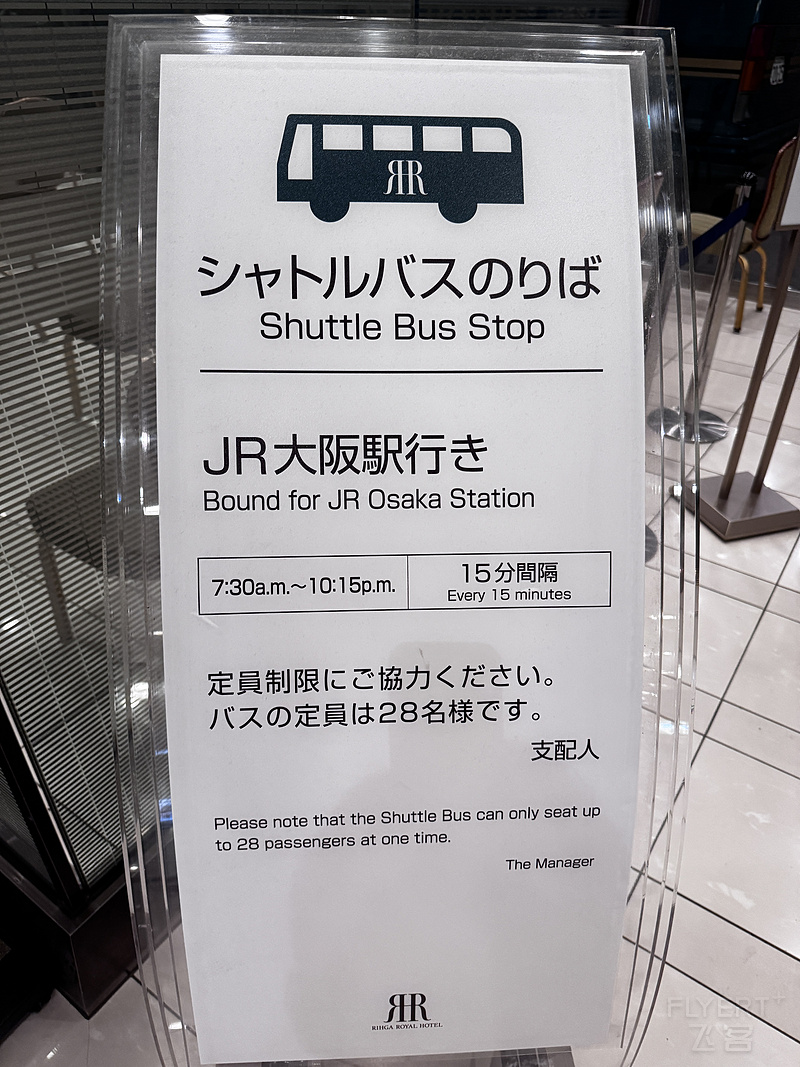 RR
シャトルバスのりば
Shuttle Bus Stop
JR大阪駅行き
Bound for JR Osaka Station
7:30a.m.～10:15p.m.
15分間隔
Every 15 minutes
定員制限にご協力ください。
バスの定員は28名様です。
支配人
Please note that the Shuttle Bus can only seat up
to 28 passengers at one time.
The Manager
RR
RIHGA ROYAL HOTEL
FLYERT+
飞客